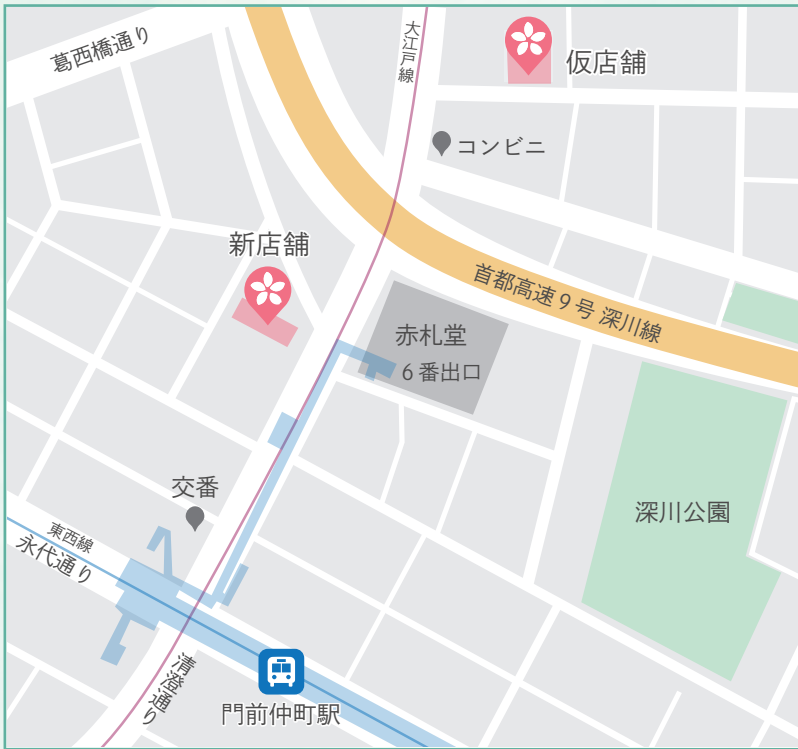 葛西橋通り
大江戸線
仮店舗
コンビニ
新店舗
首都高速9号 深川線
赤札堂
6番出口
交番
深川公園
東西線
永代通り
清澄通り
門前仲町駅